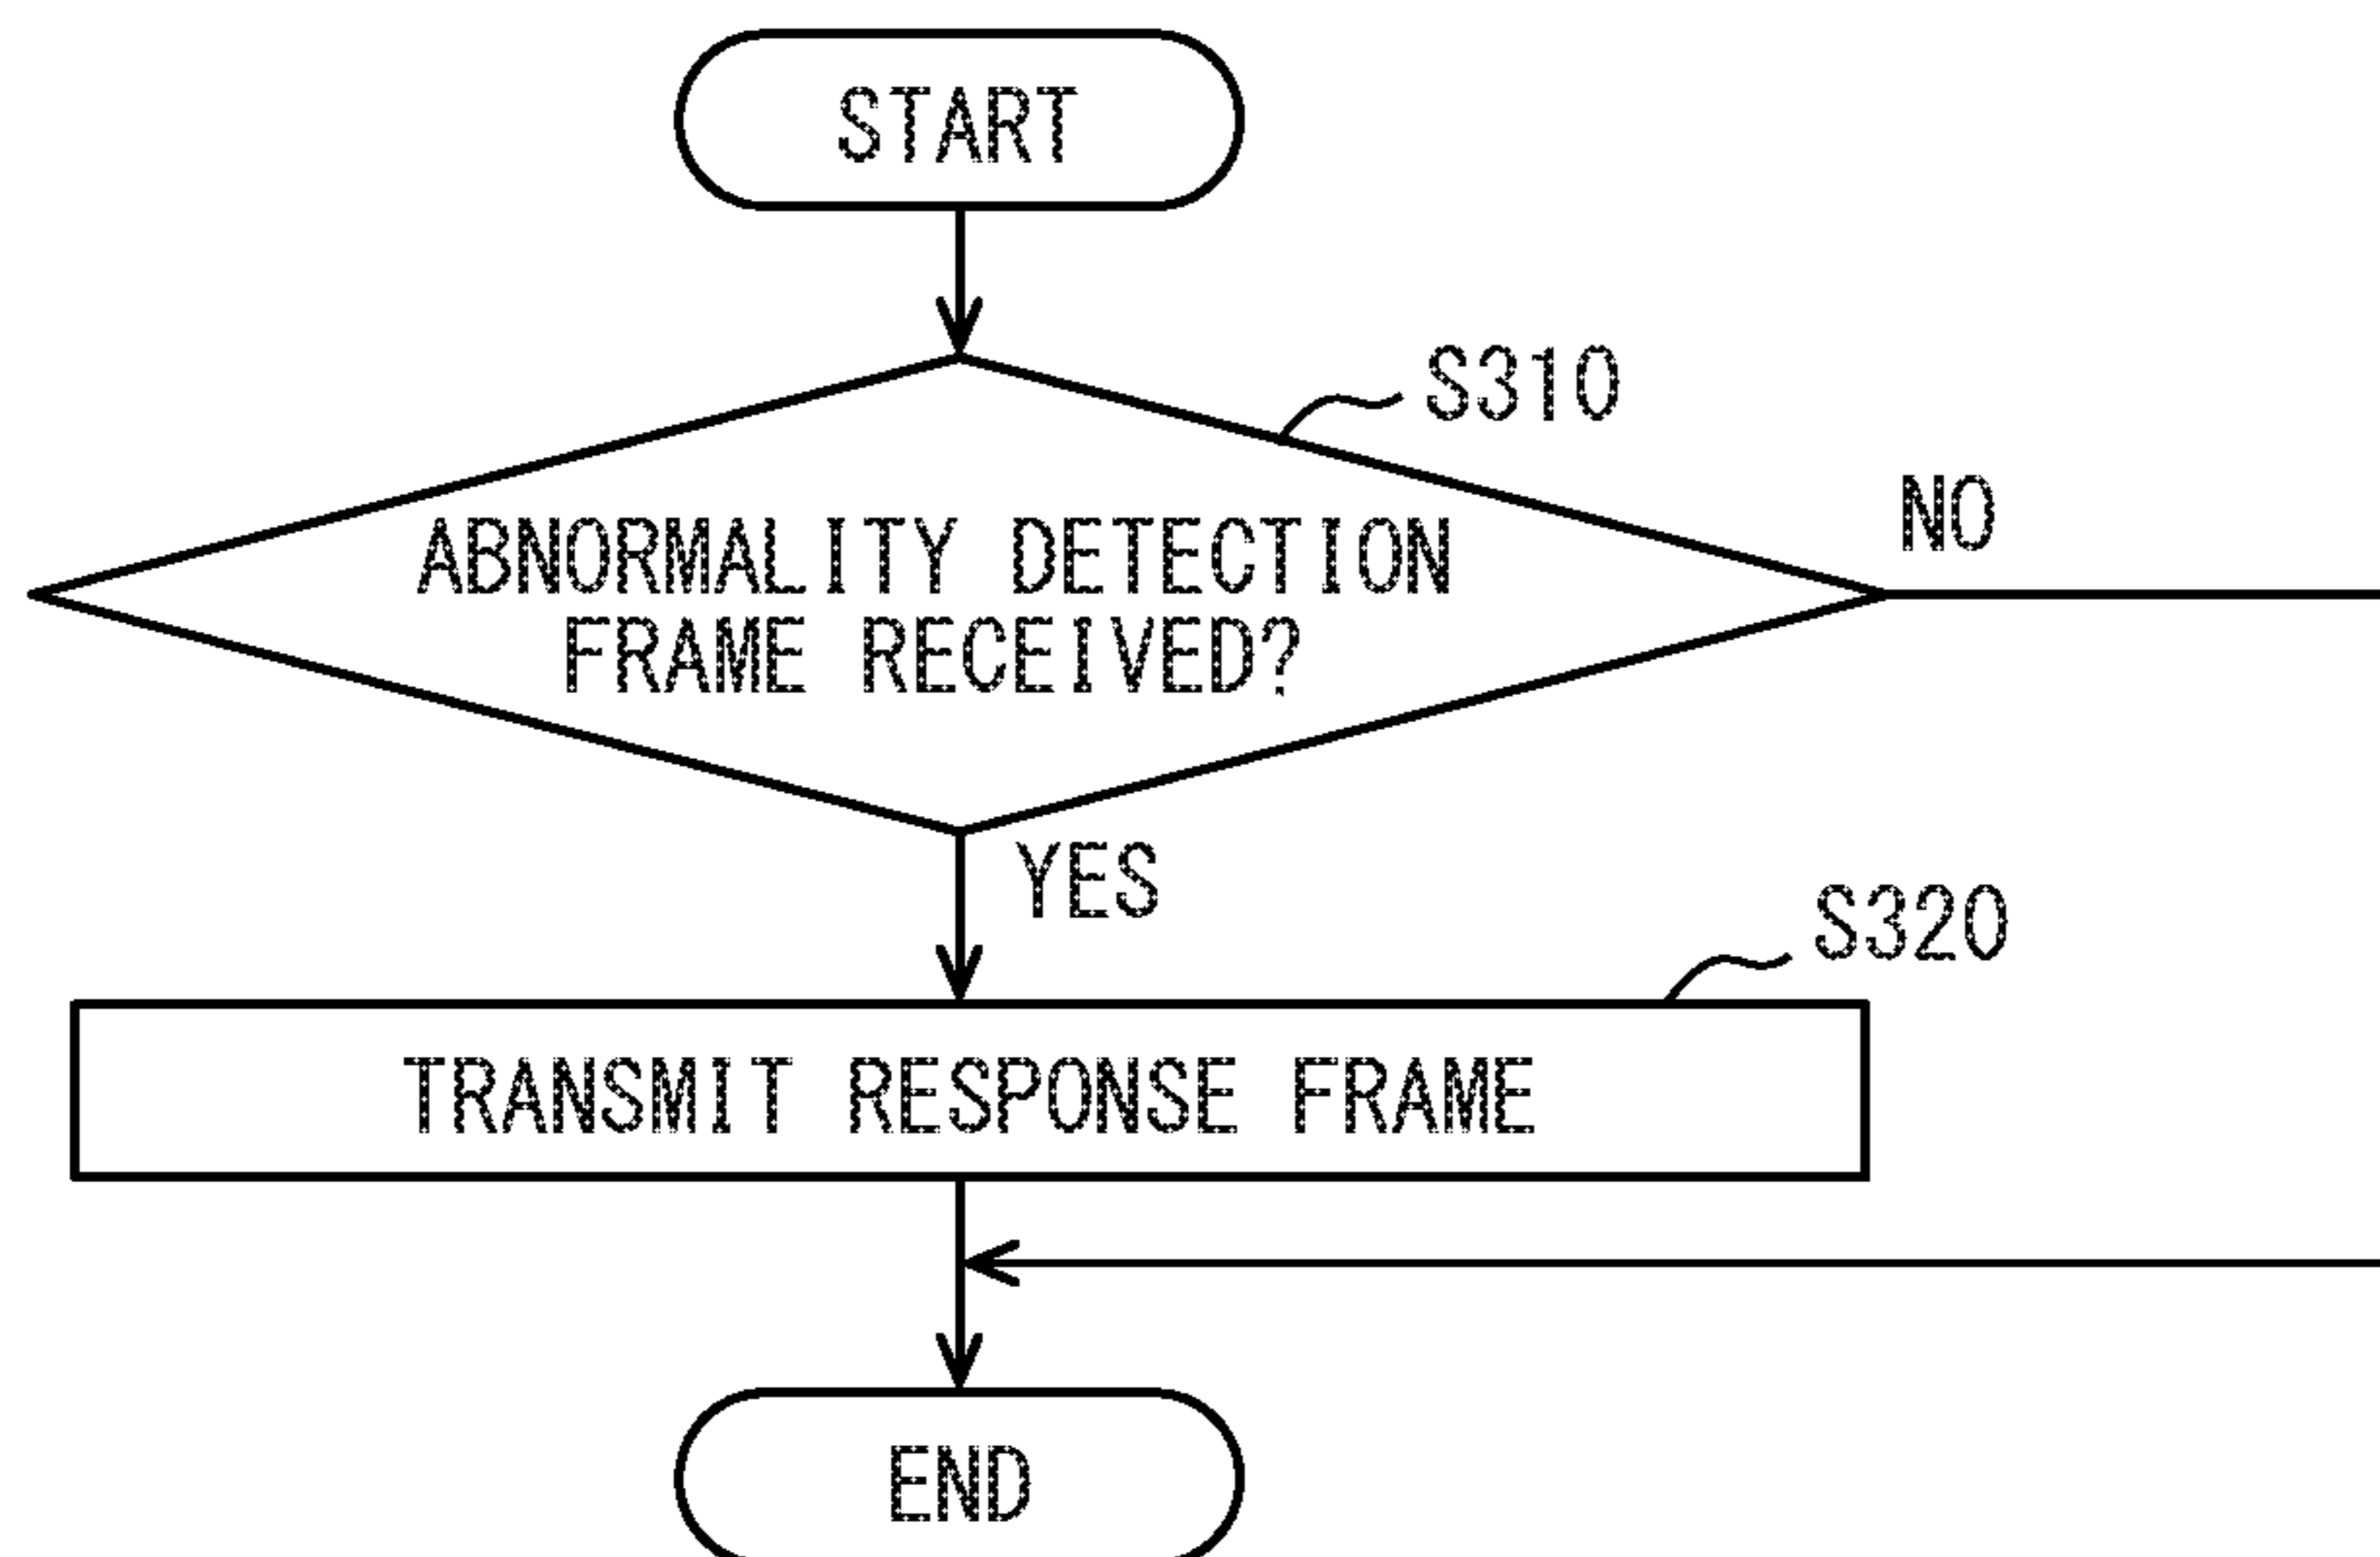 START
S310
NO
ABNORMALITY DETECTION
FRAME RECEIVED?
YES
S320
TRANSMIT RESPONSE FRAME
END